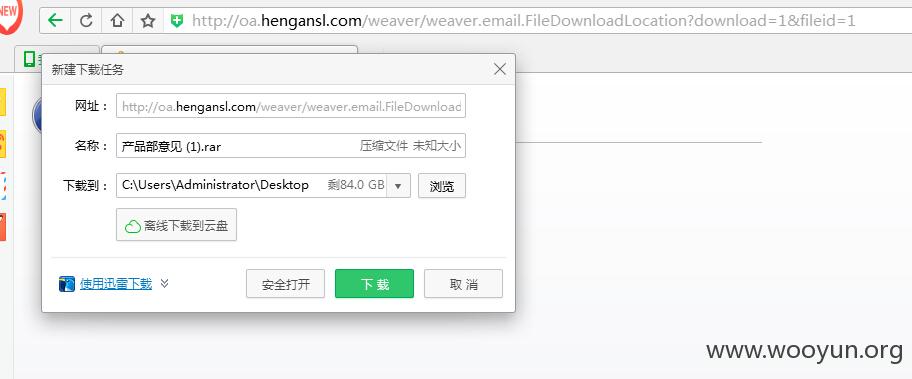 NEW
http://oa.hengansl.com/weaver/weaver.email.FileDownloadLocation?download=1&fileid=1
新建下载任务
网址：
http://oa.hengansl.com/weaver/weaver.email.FileDownload
名称：
产品部意见 (1).rar
压缩文件 未知大小
下载到：
C:\Users\Administrator\Desktop
剩84.0 GB
浏览
离线下载到云盘
使用迅雷下载
安全打开
下 载
取 消
www.wooyun.org